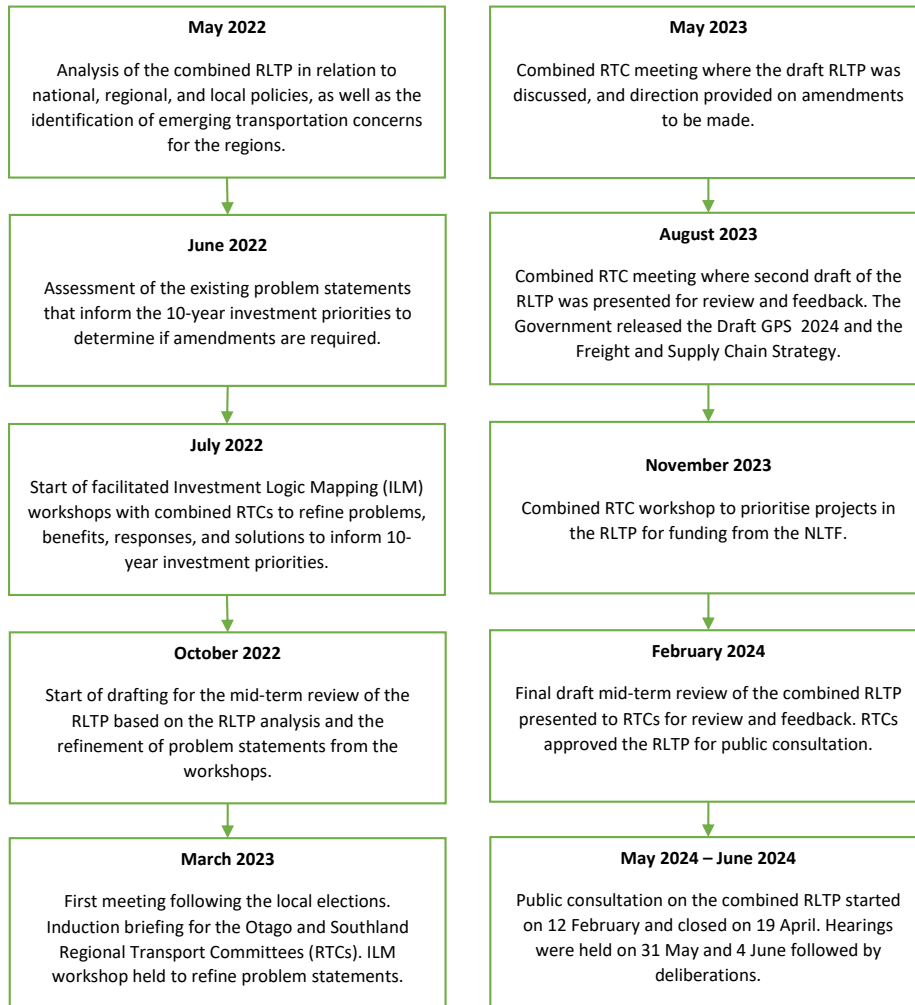 May 2022
Analysis of the combined RLTP in relation to
national, regional, and local policies, as well as the
identification of emerging transportation concerns
for the regions.
June 2022
Assessment of the existing problem statements
that inform the 10-year investment priorities to
determine if amendments are required.
July 2022
Start of facilitated Investment Logic Mapping (ILM)
workshops with combined RTCs to refine problems,
benefits, responses, and solutions to inform 10-
year investment priorities.
October 2022
Start of drafting for the mid-term review of the
RLTP based on the RLTP analysis and the
refinement of problem statements from the
workshops.
March 2023
First meeting following the local elections.
Induction briefing for the Otago and Southland
Regional Transport Committees (RTCs). ILM
workshop held to refine problem statements.
May 2023
Combined RTC meeting where the draft RLTP was
discussed, and direction provided on amendments
to be made.
August 2023
Combined RTC meeting where second draft of the
RLTP was presented for review and feedback. The
Government released the Draft GPS 2024 and the
Freight and Supply Chain Strategy.
November 2023
Combined RTC workshop to prioritise projects in
the RLTP for funding from the NLTF.
February 2024
Final draft mid-term review of the combined RLTP
presented to RTCs for review and feedback. RTCs
approved the RLTP for public consultation.
May 2024 – June 2024
Public consultation on the combined RLTP started
on 12 February and closed on 19 April. Hearings
were held on 31 May and 4 June followed by
deliberations.